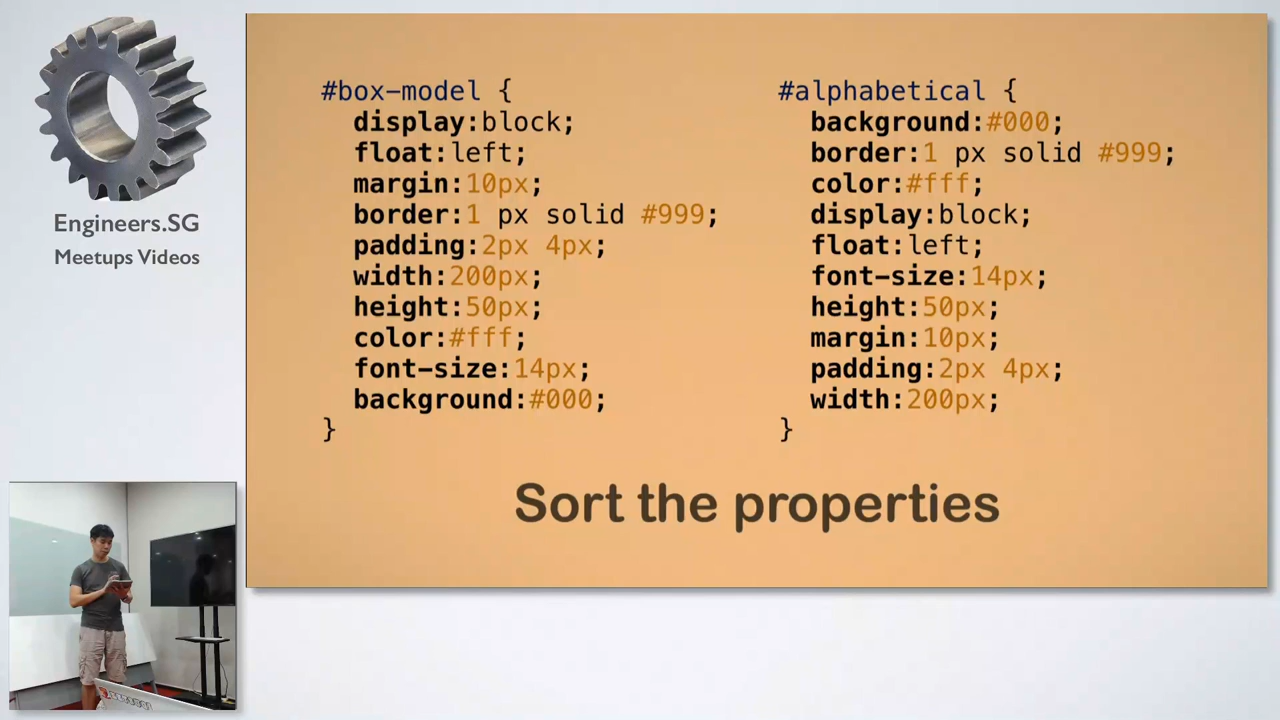 Engineers.SG
Meetups Videos
#box-model {
display:block;
float:left;
margin:10px;
border:1 px solid #999;
padding:2px 4px;
width:200px;
height:50px;
color:#fff;
font-size:14px;
background:#000;
}
#alphabetical {
background:#000;
border:1 px solid #999;
color:#fff;
display:block;
float:left;
font-size:14px;
height:50px;
margin:10px;
padding:2px 4px;
width:200px;
}
Sort the properties